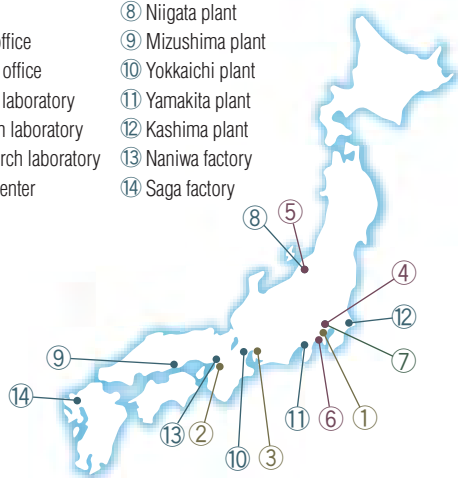 ⑧ Niigata plant
office ⑨ Mizushima plant
office ⑩ Yokkaichi plant
laboratory ⑪ Yamakita plant
laboratory ⑫ Kashima plant
laboratory ⑬ Naniwa factory
⑭ Saga factory
⑤
⑧
④
⑫
⑨
⑦
⑭
⑬ ② ⑪ ⑥ ①
⑩ ③